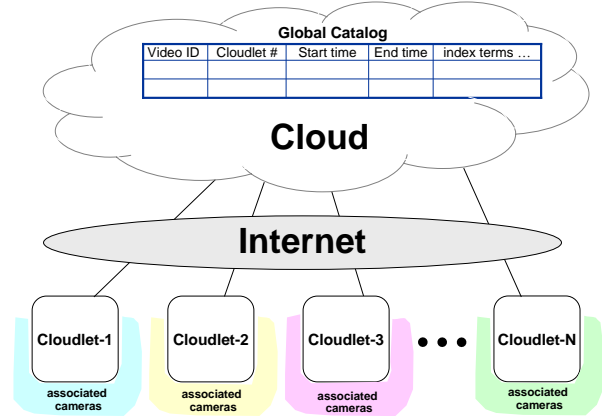 Global Catalog
Video ID Cloudlet # Start time End time index terms …
Cloud
Internet
Cloudlet-1 Cloudlet-2 Cloudlet-3 Cloudlet-N
associated cameras
associated cameras
associated cameras
associated cameras